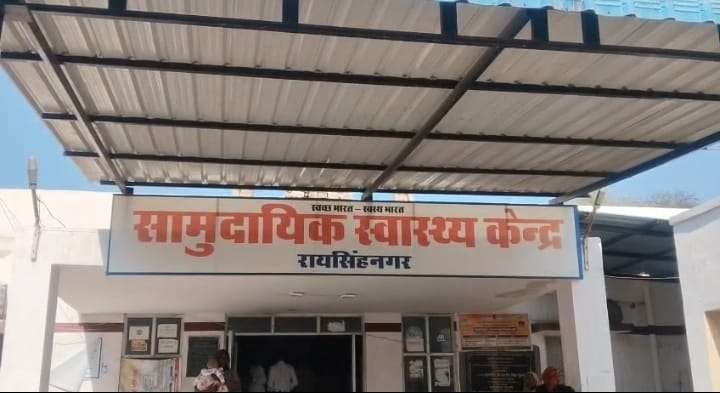 स्वच्छ भारत – स्वस्थ भारत
सामुदायिक स्वास्थ्य केन्द्र
रायसिंहनगर